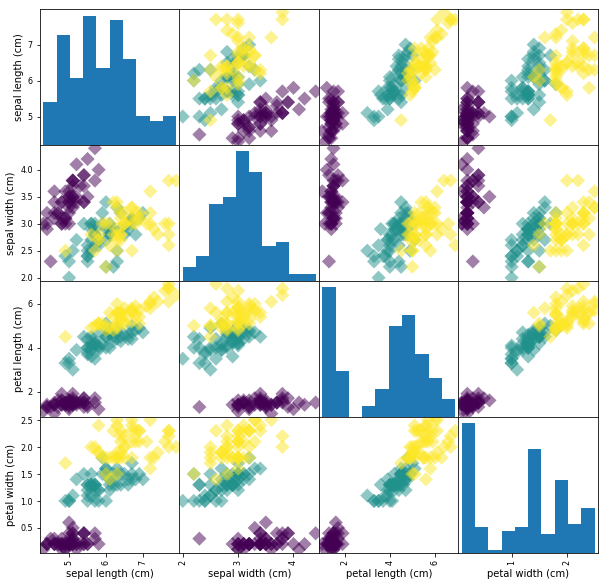 sepal length (cm)
7
6
5
sepal width (cm)
4.0
3.5
3.0
2.5
2.0
petal length (cm)
6
4
2
petal width (cm)
2.5
2.0
1.5
1.0
0.5
5 6 7 2 3 4 2 4 6 1 2
sepal length (cm) sepal width (cm) petal length (cm) petal width (cm)